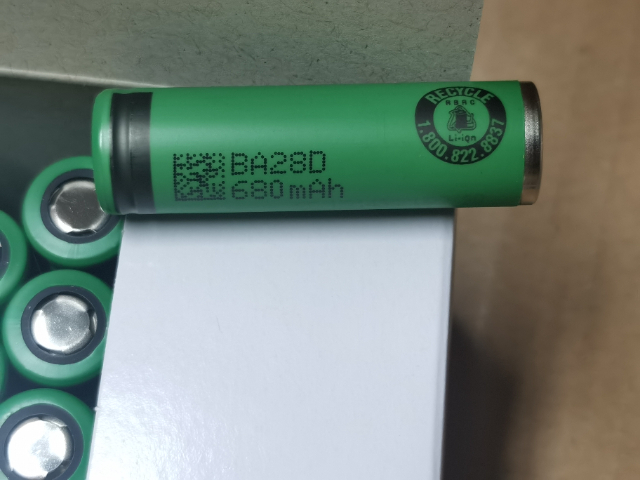 BA28D
680mAh
RECYCLE
RBRC
Li-ion
1.800.822.8837